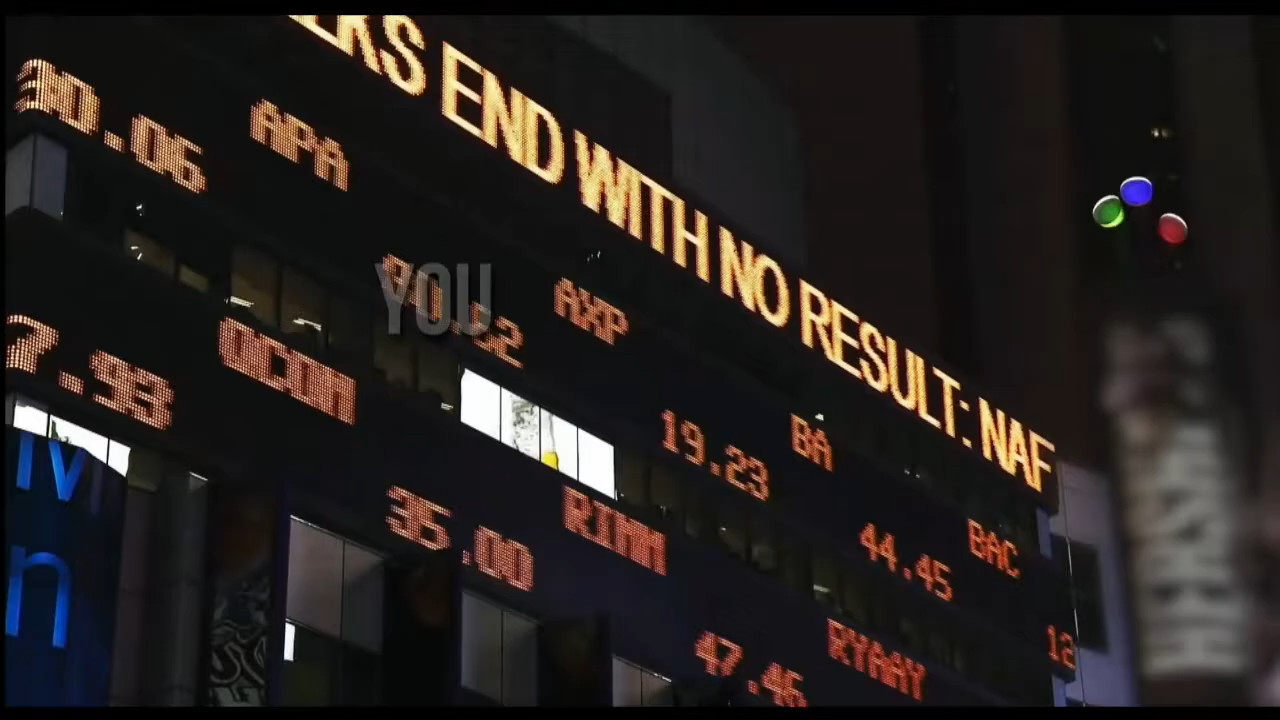 END WITH NO RESULT: NAF
30.06 APA
YOU
.62 AXP
19.23 BA
44.45 BAC
12
7.93 QCOM
35.00 RIMM
47.46 RYAAY